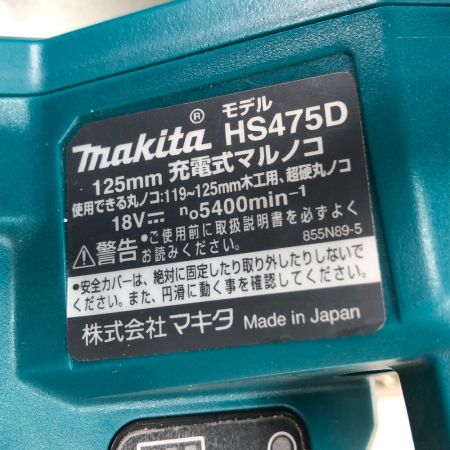 makita® モデル HS475D
125mm 充電式マルノコ
使用できる丸ノコ:119~125mm木工用、超硬丸ノコ
18V⎓ n₀5400min⁻¹
⚠警告 •ご使用前に取扱説明書を必ずよく
お読みください。
855N89-5
•安全カバーは、絶対に固定したり取り外したりしないで
ください。また、円滑に動く事を確認してください。
株式会社マキタ Made in Japan